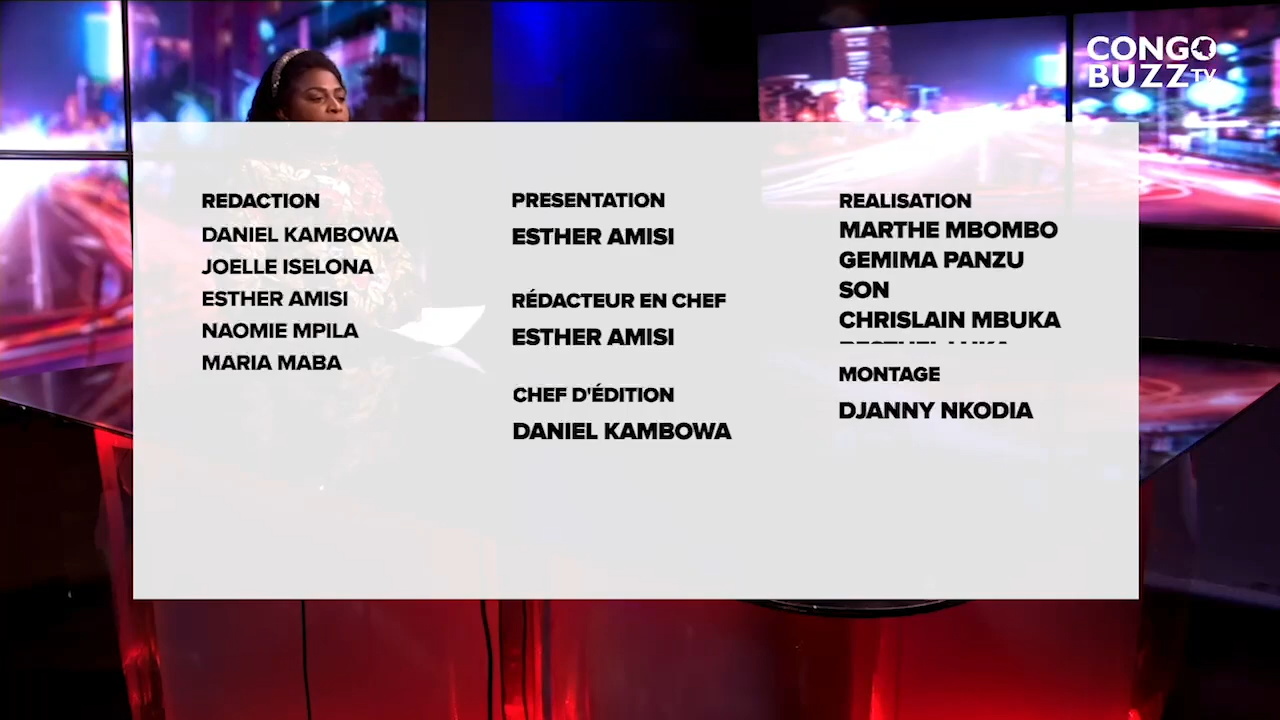 CONGO
BUZZ TV
REDACTION
DANIEL KAMBOWA
JOELLE ISELONA
ESTHER AMISI
NAOMIE MPILA
MARIA MABA
PRESENTATION
ESTHER AMISI
RÉDACTEUR EN CHEF
ESTHER AMISI
CHEF D'ÉDITION
DANIEL KAMBOWA
REALISATION
MARTHE MBOMBO
GEMIMA PANZU
SON
CHRISLAIN MBUKA
MONTAGE
DJANNY NKODIA